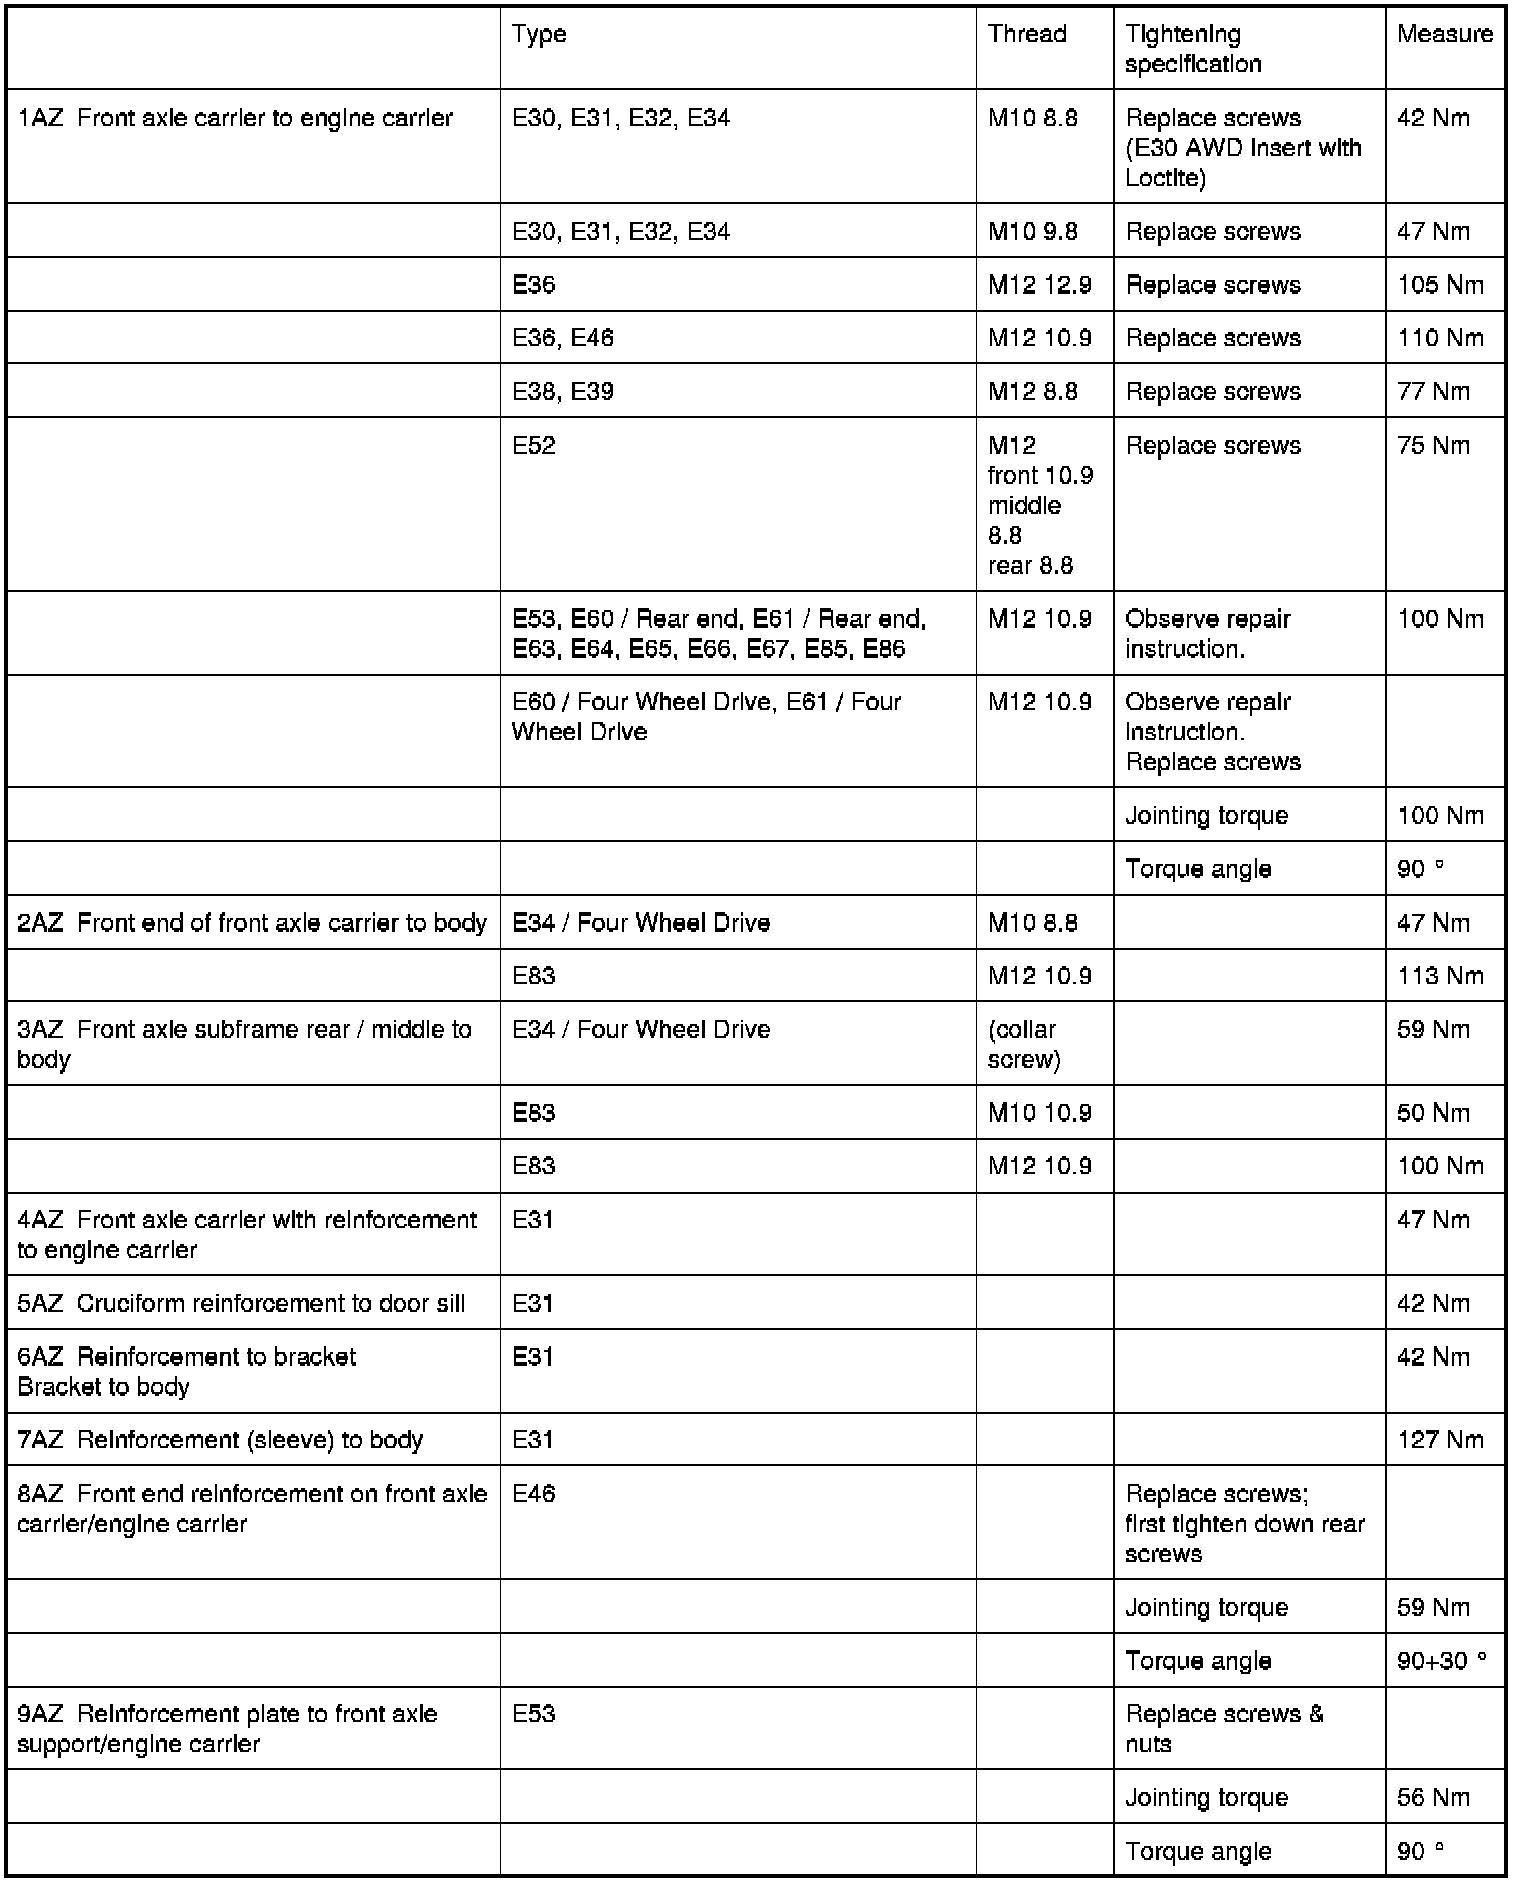 Type Thread Tightening Measure
specification
1AZ Front axle carrier to engine carrier E30, E31, E32, E34 M10 8.8 Replace screws 42 Nm
(E30 AWD Insert with
Loctite)
E30, E31, E32, E34 M10 9.8 Replace screws 47 Nm
E36 M12 12.9 Replace screws 105 Nm
E36, E46 M12 10.9 Replace screws 110 Nm
E38, E39 M12 8.8 Replace screws 77 Nm
E52 M12 Replace screws 75 Nm
front 10.9
middle
8.8
rear 8.8
E53, E60 / Rear end, E61 / Rear end, M12 10.9 Observe repair 100 Nm
E63, E64, E65, E66, E67, E85, E86 instruction.
E60 / Four Wheel Drive, E61 / Four M12 10.9 Observe repair
Wheel Drive instruction.
Replace screws
Jointing torque 100 Nm
Torque angle 90 °
2AZ Front end of front axle carrier to body E34 / Four Wheel Drive M10 8.8 47 Nm
E83 M12 10.9 113 Nm
3AZ Front axle subframe rear / middle to E34 / Four Wheel Drive (collar 59 Nm
body screw)
E83 M10 10.9 50 Nm
E83 M12 10.9 100 Nm
4AZ Front axle carrier with reinforcement E31 47 Nm
to engine carrier
5AZ Cruciform reinforcement to door sill E31 42 Nm
6AZ Reinforcement to bracket E31 42 Nm
Bracket to body
7AZ Reinforcement (sleeve) to body E31 127 Nm
8AZ Front end reinforcement on front axle E46 Replace screws;
carrier/engine carrier first tighten down rear
screws
Jointing torque 59 Nm
Torque angle 90+30 °
9AZ Reinforcement plate to front axle E53 Replace screws &
support/engine carrier nuts
Jointing torque 56 Nm
Torque angle 90 °